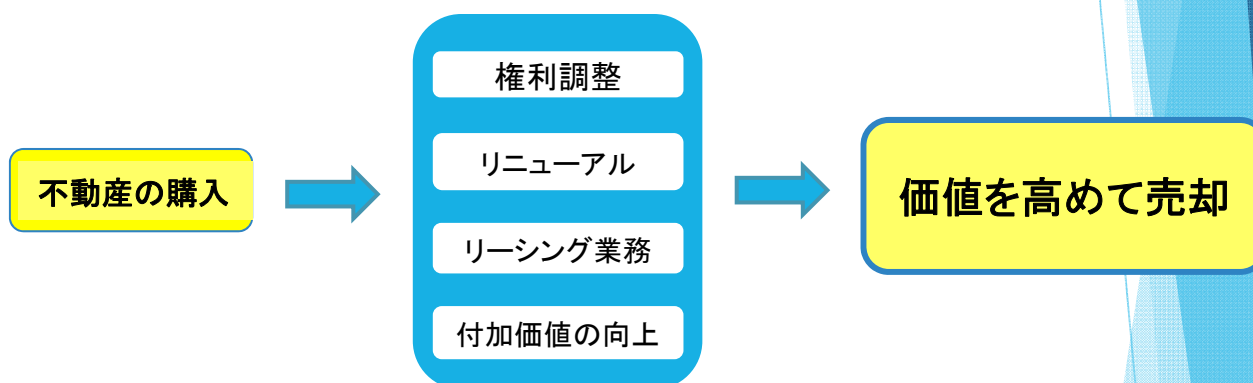 不動産の購入
権利調整
リニューアル
リーシング業務
付加価値の向上
価値を高めて売却